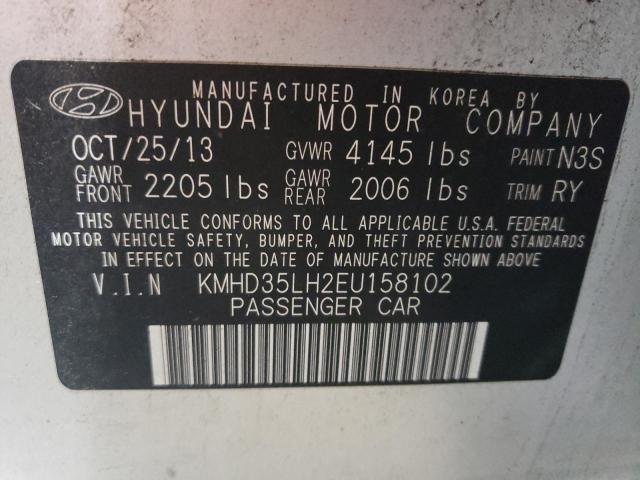 MANUFACTURED IN KOREA BY
HYUNDAI MOTOR COMPANY
OCT/25/13 GVWR 4145 lbs PAINT N3S
GAWR FRONT 2205 lbs GAWR REAR 2006 lbs TRIM RY
THIS VEHICLE CONFORMS TO ALL APPLICABLE U.S.A. FEDERAL
MOTOR VEHICLE SAFETY, BUMPER, AND THEFT PREVENTION STANDARDS
IN EFFECT ON THE DATE OF MANUFACTURE SHOWN ABOVE.
V.I.N KMHD35LH2EU158102
PASSENGER CAR